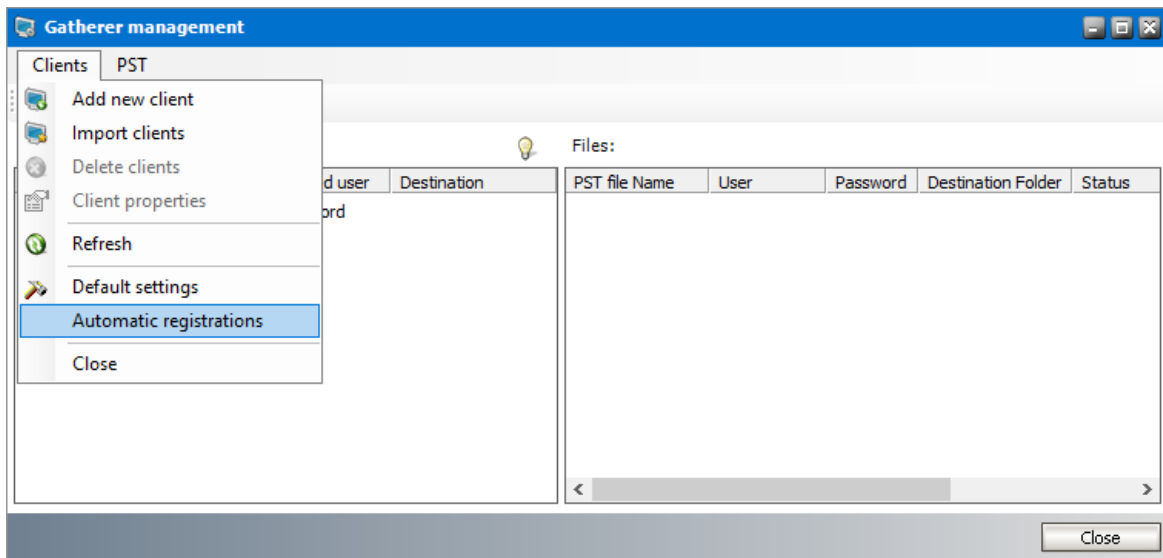 Gatherer management
Clients PST
Add new client
Import clients
Delete clients
Client properties
Refresh
Default settings
Automatic registrations
Close
d user Destination
ord
Files:
PST file Name User Password Destination Folder Status
Close